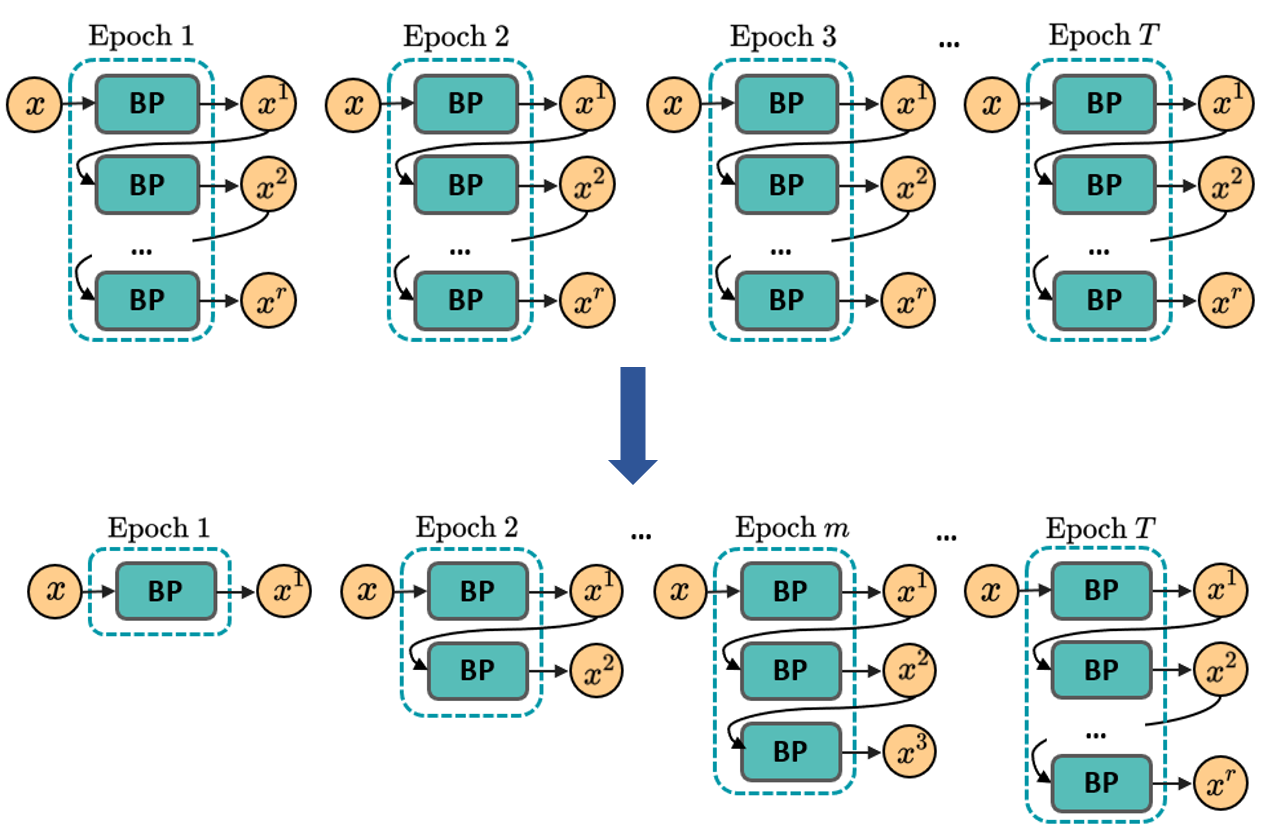 Epoch 1 Epoch 2 Epoch 3 ... Epoch T
x BP x^1 x BP x^1 x BP x^1 x BP x^1
BP x^2 BP x^2 BP x^2 BP x^2
... ... ... ...
BP x^r BP x^r BP x^r BP x^r
Epoch 1 Epoch 2 ... Epoch m ... Epoch T
x BP x^1 x BP x^1 x BP x^1 x BP x^1
BP x^2 BP x^2 BP x^2
...
BP x^3 BP x^r